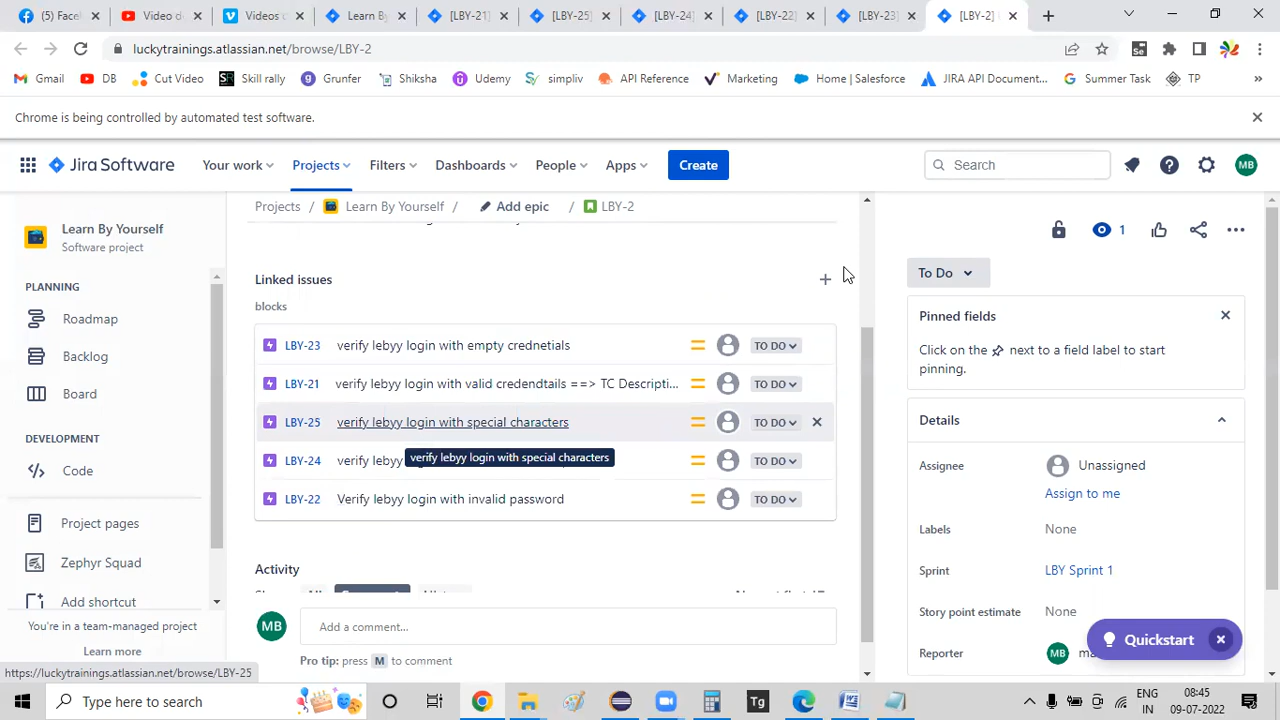 (5) Face
Video d
Videos c
Learn By
[LBY-21]
[LBY-25]
[LBY-24]
[LBY-22]
[LBY-23]
[LBY-2]
luckytrainings.atlassian.net/browse/LBY-2
Gmail
DB
Cut Video
Skill rally
Grunfer
Shiksha
Udemy
simpliv
API Reference
Marketing
Home | Salesforce
JIRA API Document...
Summer Task
TP
Chrome is being controlled by automated test software.
Jira Software
Your work
Projects
Filters
Dashboards
People
Apps
Create
Search
MB
Learn By Yourself
Software project
PLANNING
Roadmap
Backlog
Board
DEVELOPMENT
Code
Project pages
Zephyr Squad
Add shortcut
You're in a team-managed project
Learn more
Projects / Learn By Yourself / Add epic / LBY-2
Linked issues
blocks
LBY-23 verify lebyy login with empty crednetials TO DO
LBY-21 verify lebyy login with valid credendtails ==> TC Descripti... TO DO
LBY-25 verify lebyy login with special characters TO DO
LBY-24 verify lebyy TO DO
verify lebyy login with special characters
LBY-22 Verify lebyy login with invalid password TO DO
Activity
MB
Add a comment...
Pro tip: press M to comment
1
To Do
Pinned fields
Click on the next to a field label to start
pinning.
Details
Assignee
Unassigned
Assign to me
Labels
None
Sprint
LBY Sprint 1
Story point estimate
None
Reporter
MB
Quickstart
https://luckytrainings.atlassian.net/browse/LBY-25
Type here to search
Tg
ENG
IN
08:45
09-07-2022